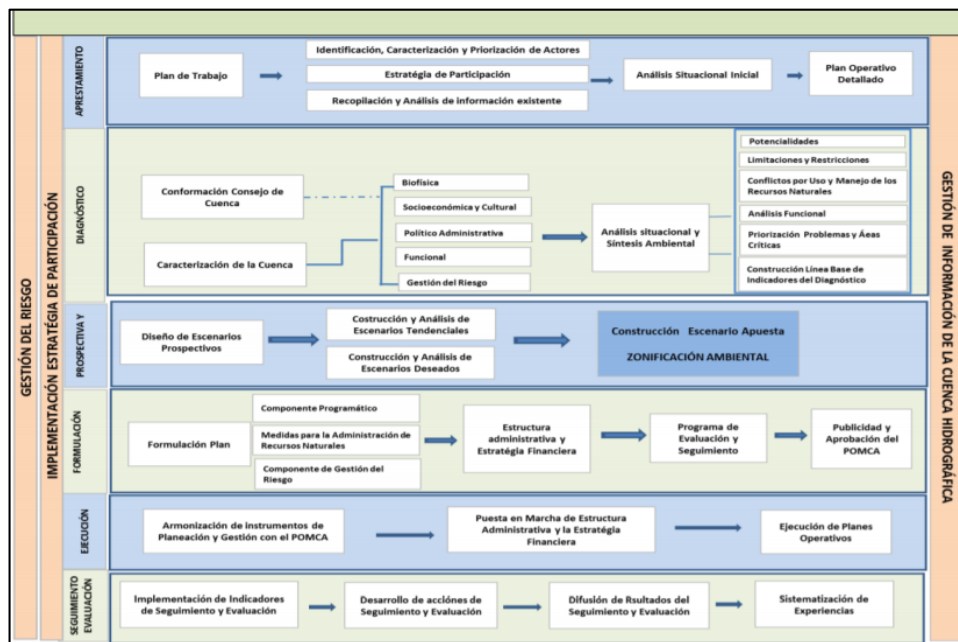 GESTIÓN DEL RIESGO
IMPLEMENTACIÓN ESTRATÉGIA DE PARTICIPACIÓN
APRESTAMIENTO
Plan de Trabajo
Identificación, Caracterización y Priorización de Actores
Estratégia de Participación
Recopilación y Análisis de información existente
Análisis Situacional Inicial
Plan Operativo
Detallado
DIAGNÓSTICO
Conformación Consejo de
Cuenca
Caracterización de la Cuenca
Biofísica
Socioeconómica y Cultural
Político Administrativa
Funcional
Gestión del Riesgo
Análisis situacional y
Síntesis Ambiental
Potencialidades
Limitaciones y Restricciones
Conflictos por Uso y Manejo de los
Recursos Naturales
Análisis Funcional
Priorización Problemas y Áeas
Críticas
Construcción Línea Base de
Indicadores del Diagnóstico
PROSPECTIVA Y
Diseño de Escenarios
Prospectivos
Costrucción y Análisis de
Escenarios Tendenciales
Construcción y Análisis de
Escenarios Deseados
Construcción Escenario Apuesta
ZONIFICACIÓN AMBIENTAL
FORMULACIÓN
Formulación Plan
Componente Programático
Medidas para la Administración de
Recursos Naturales
Componente de Gestión del
Riesgo
Estructura
administrativa y
Estratégia Financiera
Programa de
Evaluación y
Seguimiento
Publicidad y
Aprobación del
POMCA
EJECUCIÓN
Armonización de instrumentos de
Planeación y Gestión con el POMCA
Puesta en Marcha de Estructura
Administrativa y la Estratégia
Financiera
Ejecución de Planes
Operativos
SEGUIMIENTO
EVALUACIÓN
Implementación de Indicadores
de Seguimiento y Evaluación
Desarrollo de acciónes de
Seguimiento y Evaluación
Difusión de Rsultados del
Seguimiento y Evaluación
Sistematización de
Experiencias
GESTIÓN DE INFORMACIÓN DE LA CUENCA HIDROGRÁFICA